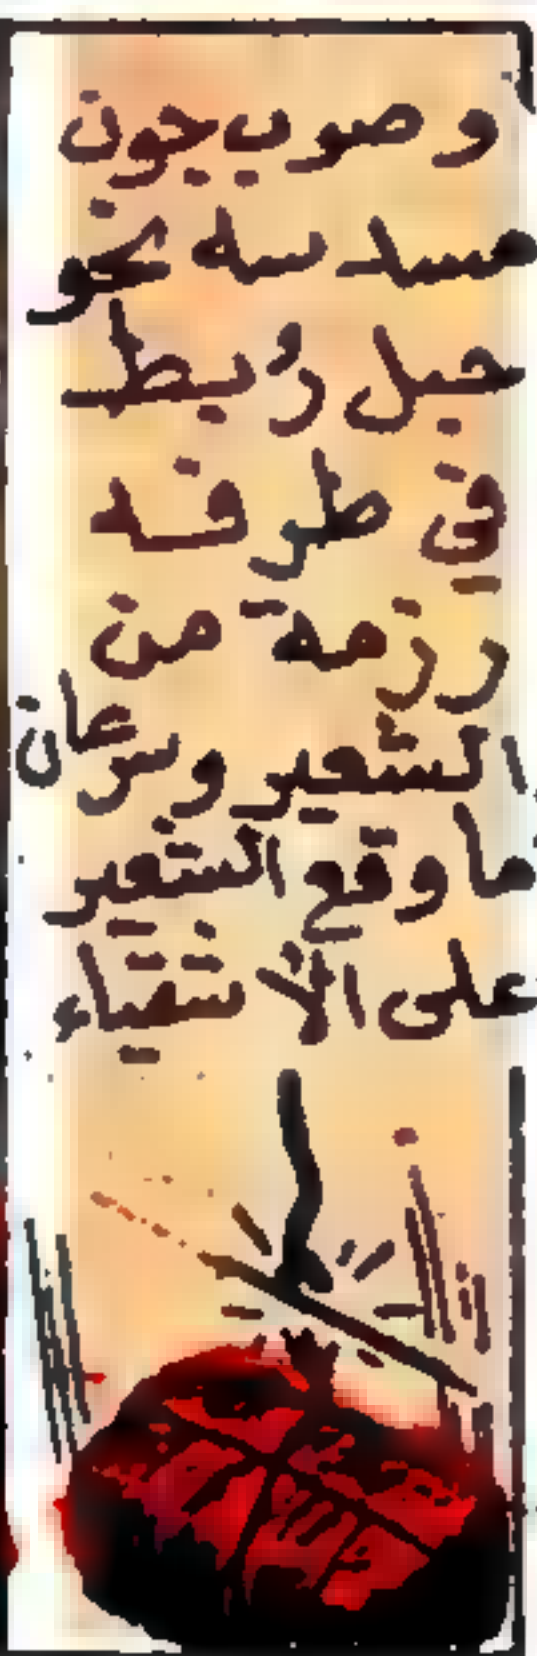 وصوب جون
مسدسه نحو
حبل رُبط
في طرفه
رزمة من
الشعير وسرعان
ما وقع الشعير
على الأشقياء